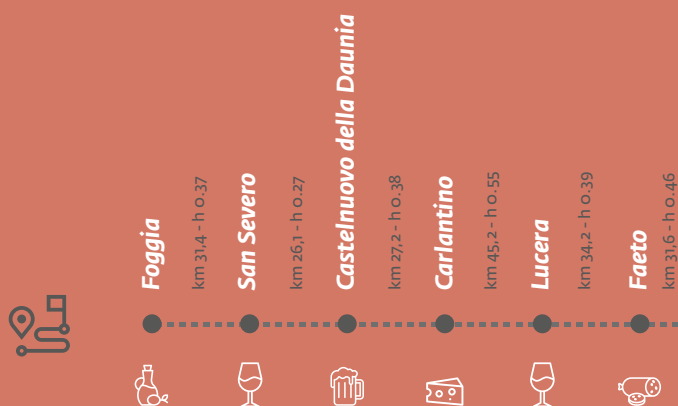 Foggia
km 31,4 - h 0.37
San Severo
km 26,1 - h 0.27
Castelnuovo della Daunia
km 27,2 - h 0.38
Carlantino
km 45,2 - h 0.55
Lucera
km 34,2 - h 0.39
Faeto
km 31,6 - h 0.46